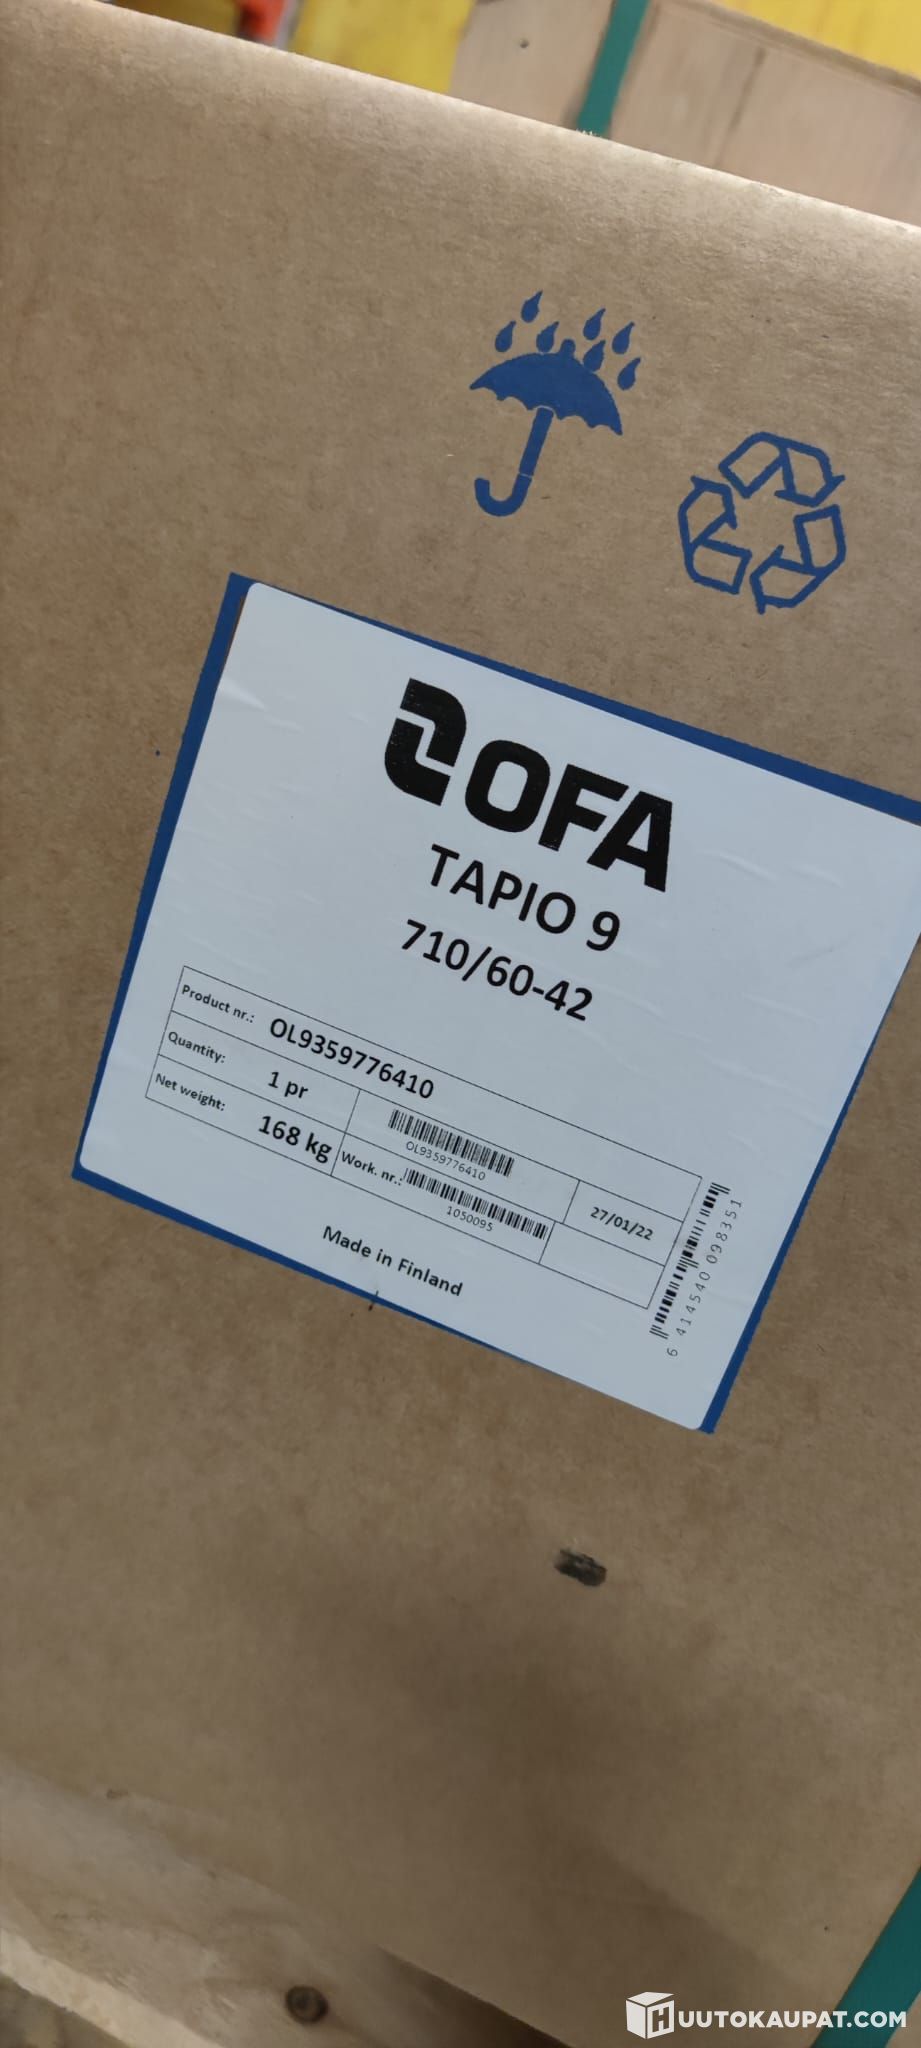 OFA
TAPIO 9
710/60-42
Product nr.: OL9359776410
Quantity: 1 pr
OL9359776410
27/01/22
Net weight: 168 kg
Work. nr.:
1050095
6 414540 098351
Made in Finland
HUUTOKAUPAT.COM